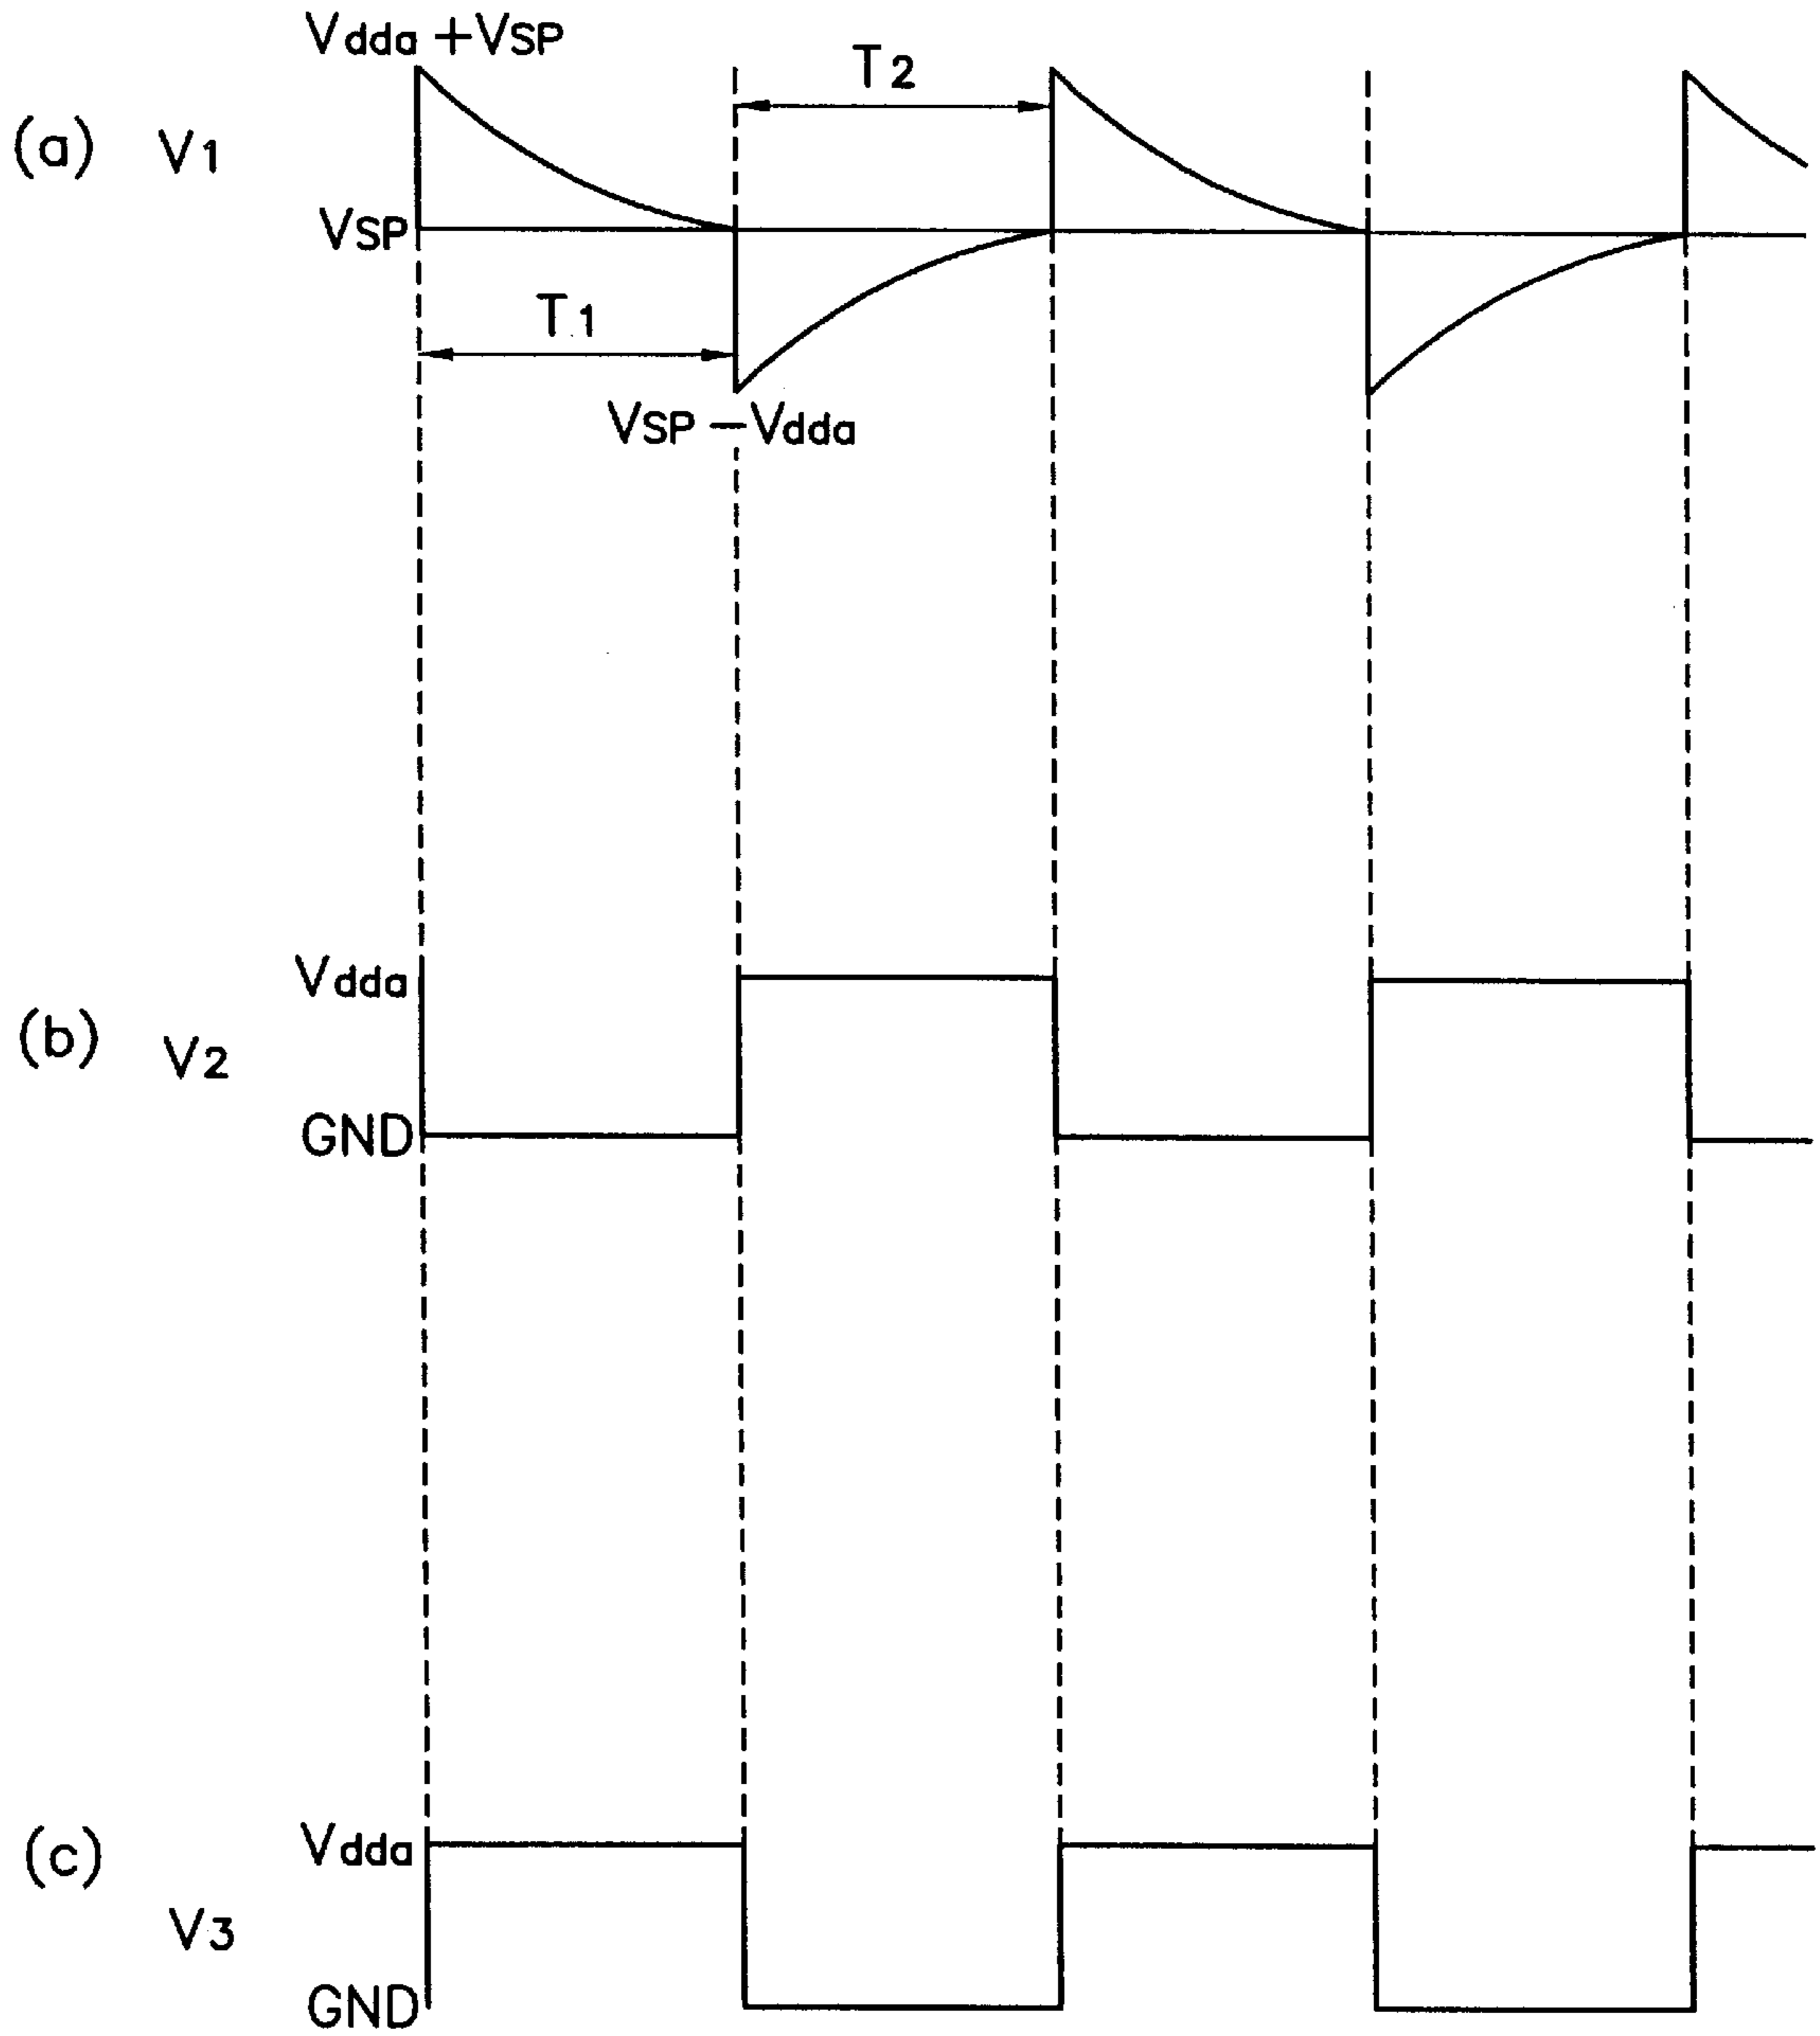 Vdda+VSP
T2
(a) V1
VSP
T1
VSP-Vdda
Vdda
(b) V2
GND
Vdda
(c)
V3
GND